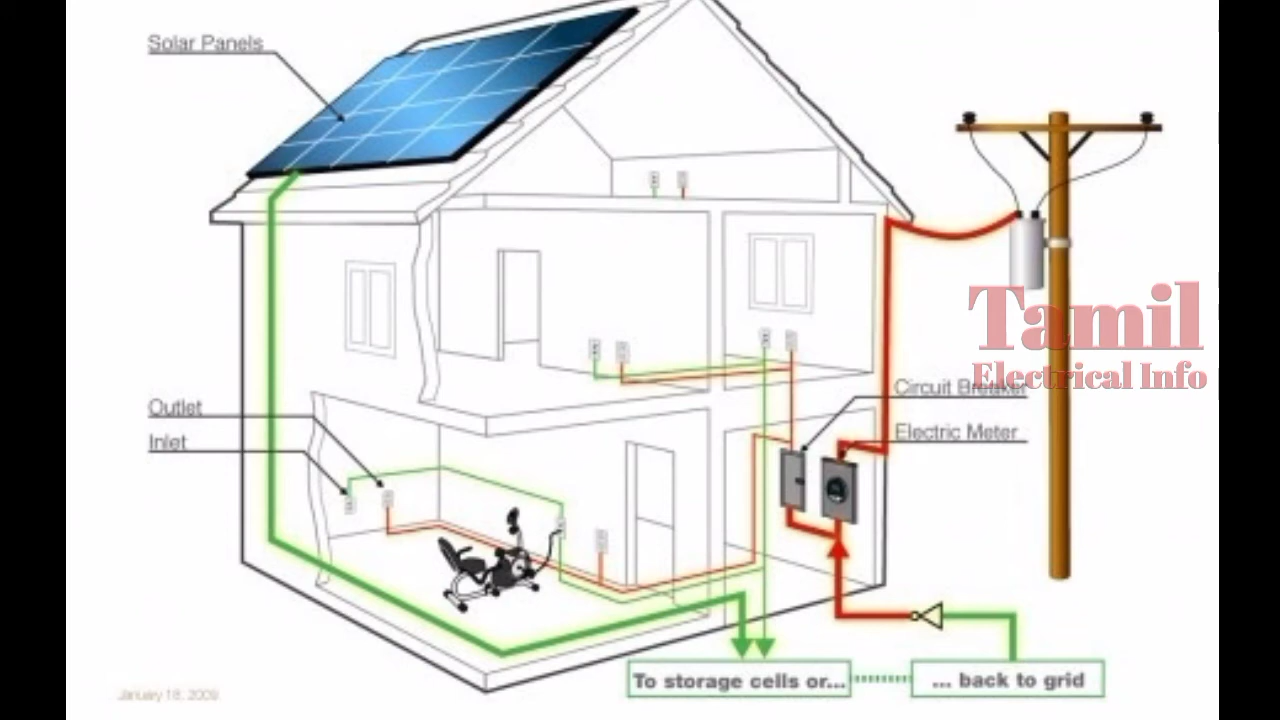 Solar Panels
Tamil
Electrical Info
Circuit Breaker
Outlet
Electric Meter
Inlet
To storage cells or...
... back to grid
January 18, 2009